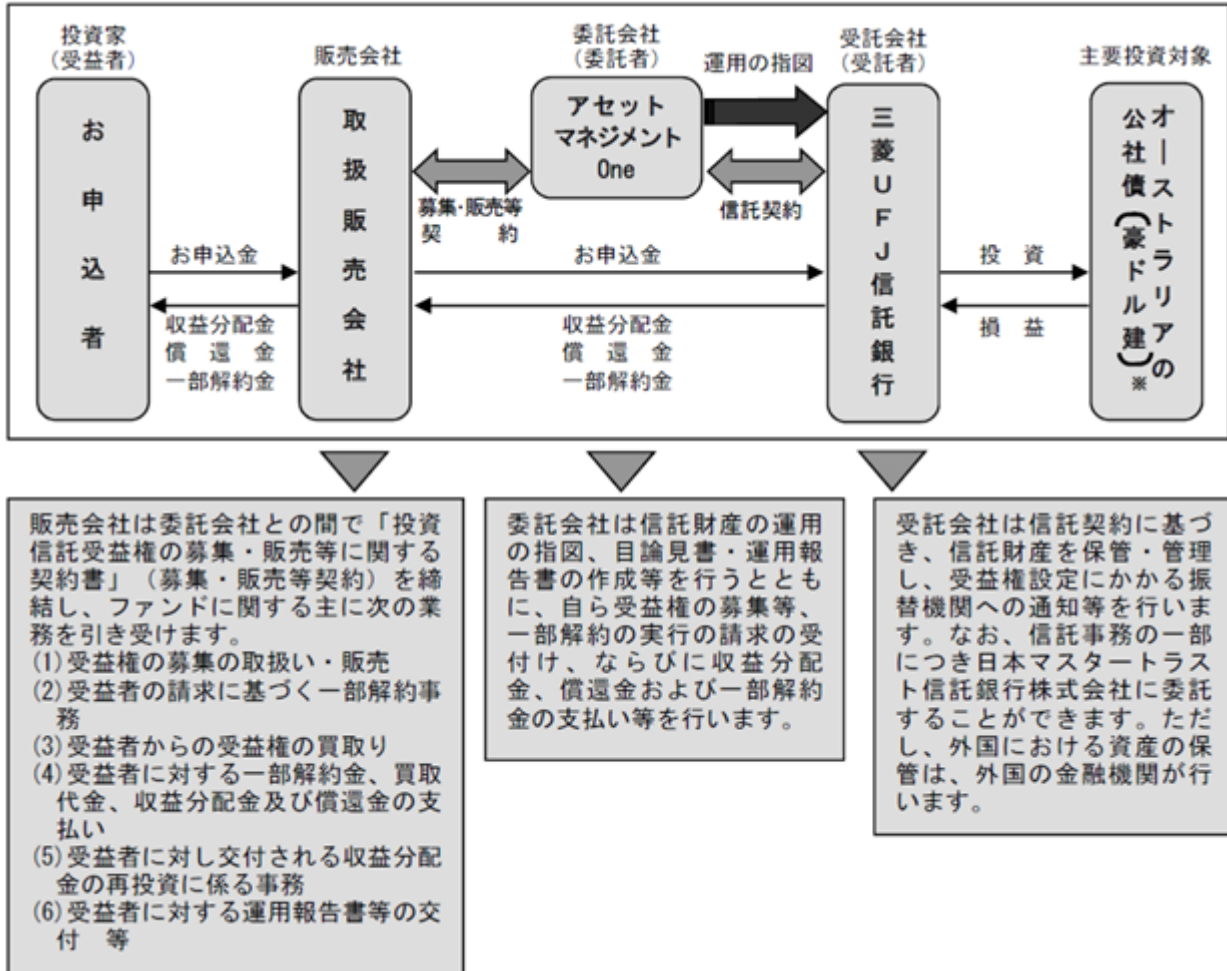 投資家
（受益者）
お申込者
販売会社
取扱販売会社
委託会社
（委託者）
アセット
マネジメント
One
運用の指図
受託会社
（受託者）
三菱UFJ信託銀行
主要投資対象
オーストラリアの
公社債（豪ドル建）※
募集・販売等
契　　約
信託契約
お申込金
収益分配金
償　還　金
一部解約金
お申込金
収益分配金
償　還　金
一部解約金
投　資
損　益
販売会社は委託会社との間で「投資
信託受益権の募集・販売等に関する
契約書」（募集・販売等契約）を締
結し、ファンドに関する主に次の業
務を引き受けます。
(1)受益権の募集の取扱い・販売
(2)受益者の請求に基づく一部解約事
務
(3)受益者からの受益権の買取り
(4)受益者に対する一部解約金、買取
代金、収益分配金及び償還金の支
払い
(5)受益者に対し交付される収益分配
金の再投資に係る事務
(6)受益者に対する運用報告書等の交
付　等
委託会社は信託財産の運用
の指図、目論見書・運用報
告書の作成等を行うととも
に、自ら受益権の募集等、
一部解約の実行の請求の受
付け、ならびに収益分配
金、償還金および一部解約
金の支払い等を行います。
受託会社は信託契約に基づ
き、信託財産を保管・管理
し、受益権設定にかかる振
替機関への通知等を行いま
す。なお、信託事務の一部
につき日本マスタートラス
ト信託銀行株式会社に委託
することができます。ただ
し、外国における資産の保
管は、外国の金融機関が行
います。